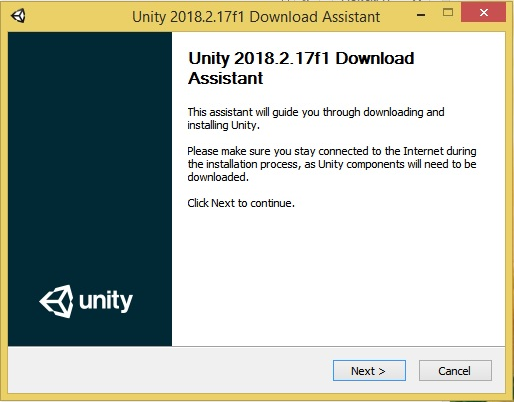 Unity 2018.2.17f1 Download Assistant
Unity 2018.2.17f1 Download
Assistant
This assistant will guide you through downloading and
installing Unity.
Please make sure you stay connected to the Internet during
the installation process, as Unity components will need to be
downloaded.
Click Next to continue.
unity
Next >
Cancel